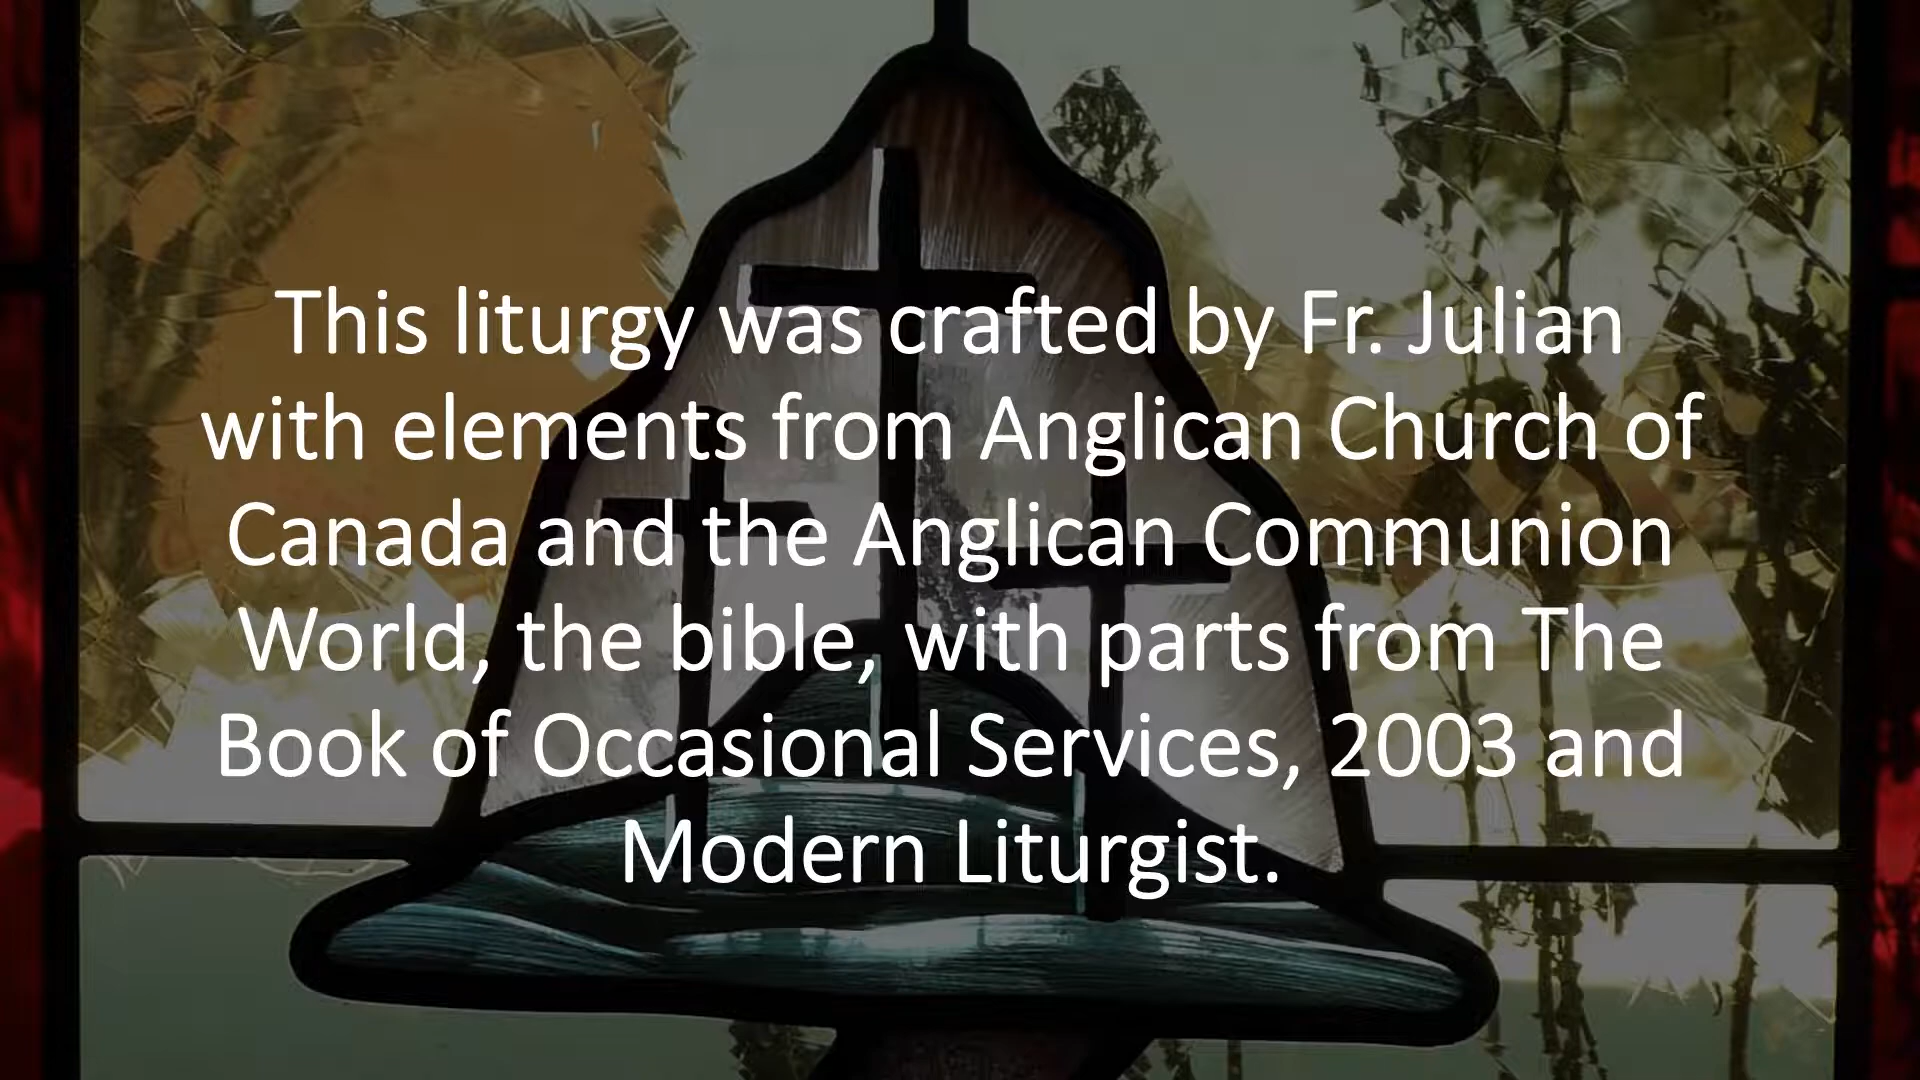 This liturgy was crafted by Fr. Julian
with elements from Anglican Church of
Canada and the Anglican Communion
World, the bible, with parts from The
Book of Occasional Services, 2003 and
Modern Liturgist.